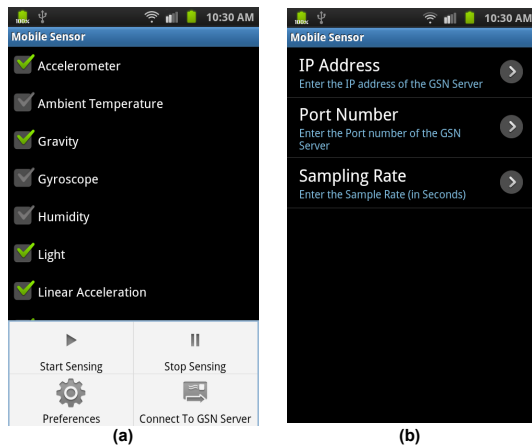 100% 10:30 AM
Mobile Sensor
Accelerometer
Ambient Temperature
Gravity
Gyroscope
Humidity
Light
Linear Acceleration
Start Sensing
Stop Sensing
Preferences
Connect To GSN Server
(a)
100% 10:30 AM
Mobile Sensor
IP Address
Enter the IP address of the GSN Server
Port Number
Enter the Port number of the GSN
Server
Sampling Rate
Enter the Sample Rate (in Seconds)
(b)